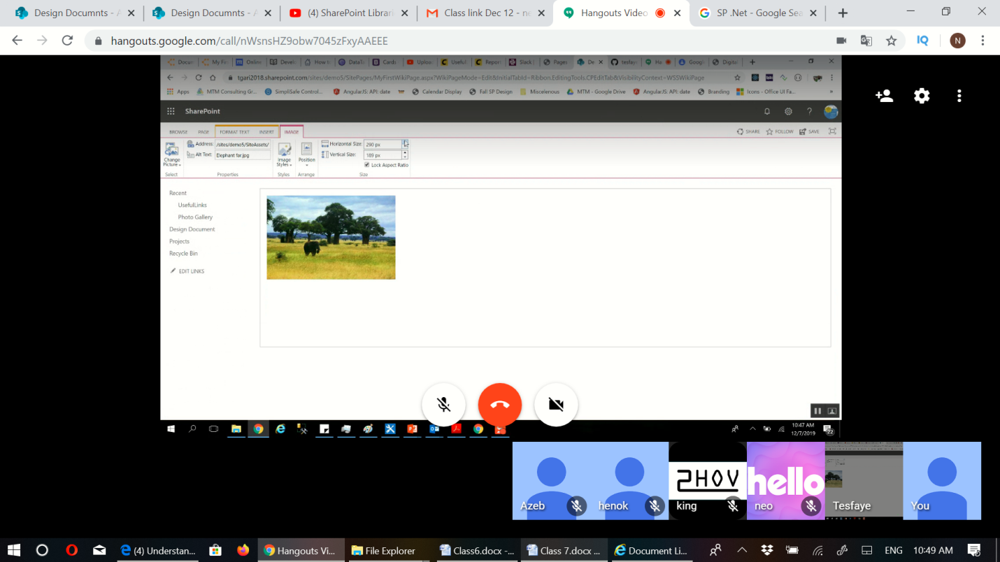 Design Documnts - A
Design Documnts - A
(4) SharePoint Librari
Class link Dec 12 - ne
Hangouts Video
SP .Net - Google Sea
hangouts.google.com/call/nWsnsHZ9obw7045zFxyAAEEE
IQ
N
Docun
My Fil
Online
Develo
How t
DataTa
Cards
Uploa
Useful
Report
Slack |
Pages
De
teslay
Ha
Googl
Digital
tgari2018.sharepoint.com/sites/demo5/SitePages/MyFirstWikiPage.aspx?WikiPageMode=Edit&InitialTabId=Ribbon.EditingTools.CPEditTab&VisibilityContext=WSSWikiPage
Apps
MTM Consulting Gr...
SimpliSafe Control...
AngularJS: API: date
Calendar Display
Fall SP Design
Miscelenous
MTM - Google Drive
AngularJS: API: date
Branding
Icons - Office UI Fa...
SharePoint
BROWSE PAGE FORMAT TEXT INSERT IMAGE
SHARE FOLLOW SAVE
Address: /sites/demo5/SiteAssets/
Alt Text: Elephant far.jpg
Change Picture
Image Styles
Position
Horizontal Size: 290 px
Vertical Size: 189 px
Lock Aspect Ratio
Select Properties Styles Arrange Size
Recent
UsefulLinks
Photo Gallery
Design Document
Projects
Recycle Bin
EDIT LINKS
10:47 AM
12/7/2019
22
2HOV
hello
Azeb
henok
king
neo
Tesfaye
You
(4) Understan...
Hangouts Vi...
File Explorer
Class6.docx -...
Class 7.docx ...
Document Li...
ENG
10:49 AM